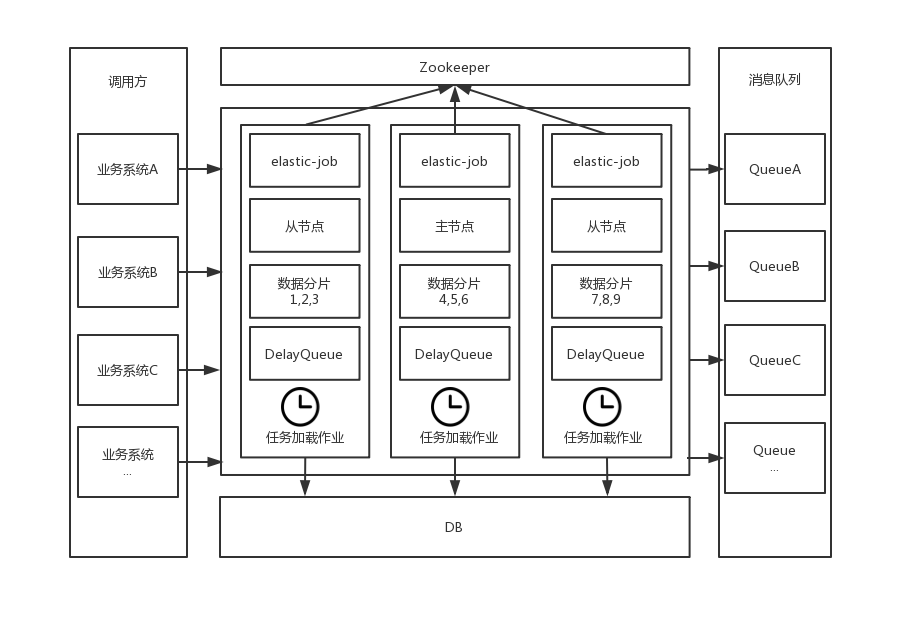 调用方
业务系统A
业务系统B
业务系统C
业务系统
...
Zookeeper
elastic-job
从节点
数据分片
1,2,3
DelayQueue
任务加载作业
elastic-job
主节点
数据分片
4,5,6
DelayQueue
任务加载作业
elastic-job
从节点
数据分片
7,8,9
DelayQueue
任务加载作业
DB
消息队列
QueueA
QueueB
QueueC
Queue
...